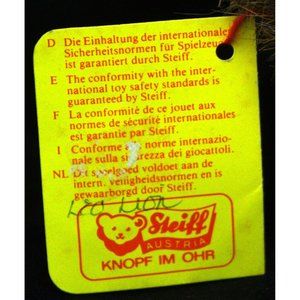 D Die Einhaltung der internationalen
Sicherheitsnormen für Spielzeug
ist garantiert durch Steiff.
E The conformity with the inter-
national toy safety standards is
guaranteed by Steiff.
F La conformité de ce jouet aux
normes de sécurité internationales
est garantie par Steiff.
I Conforme norme internazio-
nale sulla sicurezza dei giocattoli.
NL Dit speelgoed voldoet aan de
intern. veiligheidsnormen en is
gewaarborgd door Steiff.
Leo Lion
Steiff
AUSTRIA
KNOPF IM OHR